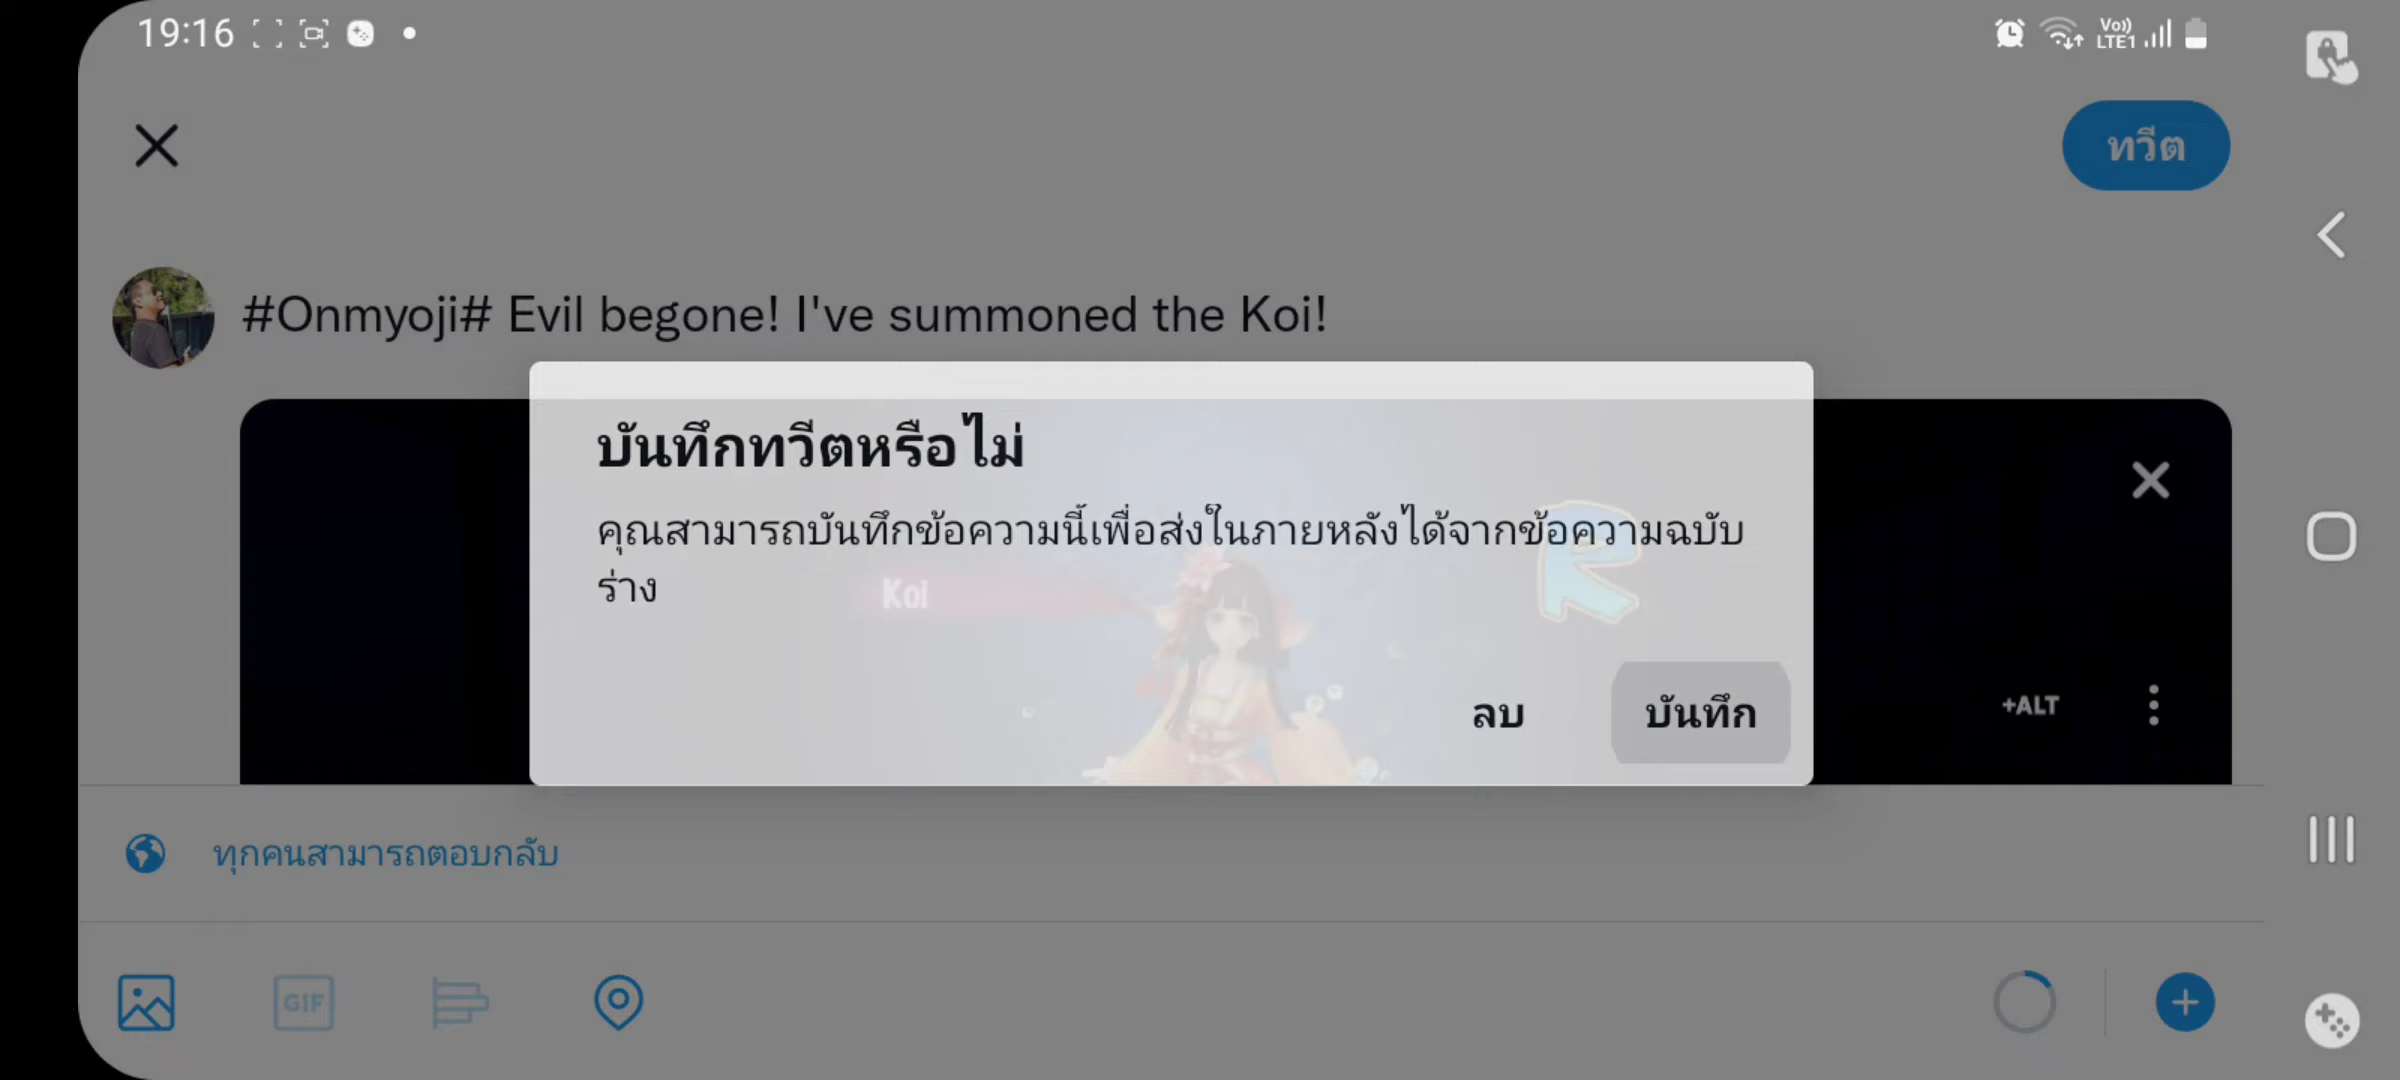 19:16
Vo))
LTE1
ทวีต
#Onmyoji# Evil begone! I've summoned the Koi!
บันทึกทวีตหรือไม่
คุณสามารถบันทึกข้อความนี้เพื่อส่งในภายหลังได้จากข้อความฉบับ
ร่าง
Koi
ลบ
บันทึก
+ALT
ทุกคนสามารถตอบกลับ
GIF